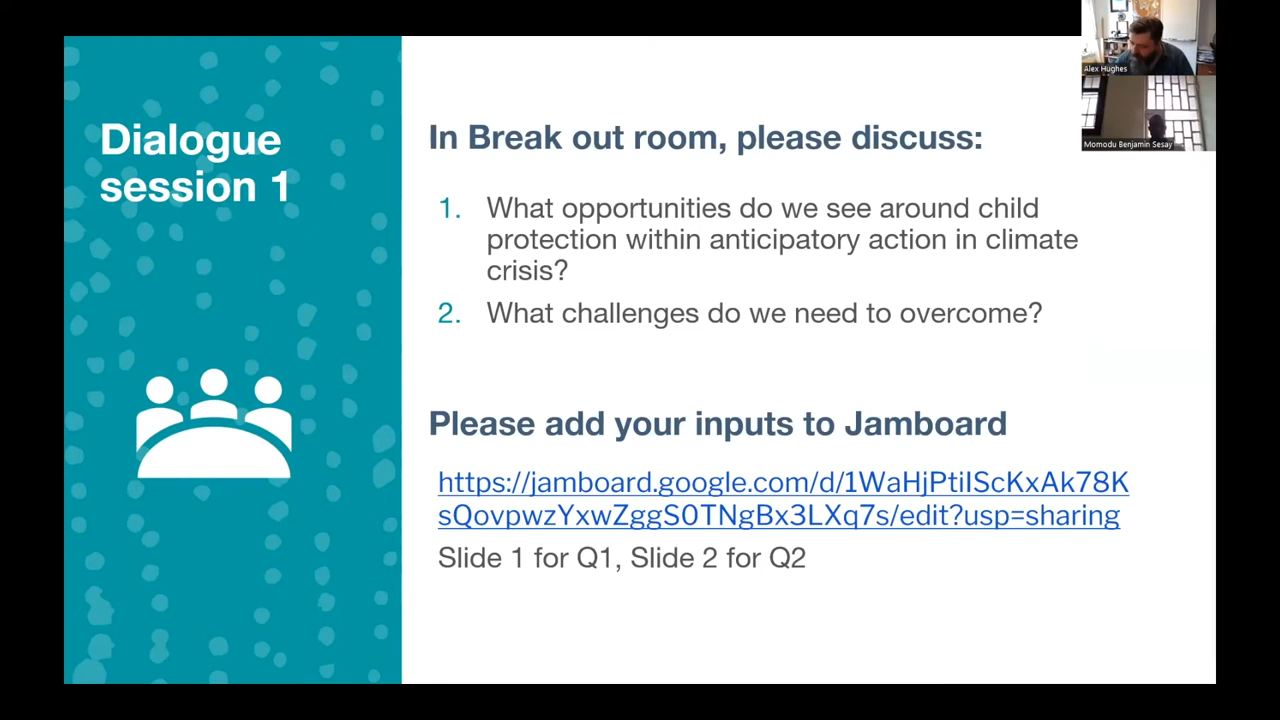 Dialogue
session 1
In Break out room, please discuss:
1. What opportunities do we see around child
protection within anticipatory action in climate
crisis?
2. What challenges do we need to overcome?
Please add your inputs to Jamboard
https://jamboard.google.com/d/1WaHjPtiIScKxAk78K
sQovpwzYxwZggS0TNgBx3LXq7s/edit?usp=sharing
Slide 1 for Q1, Slide 2 for Q2
Alex Hughes
Momodu Benjamin Sesay